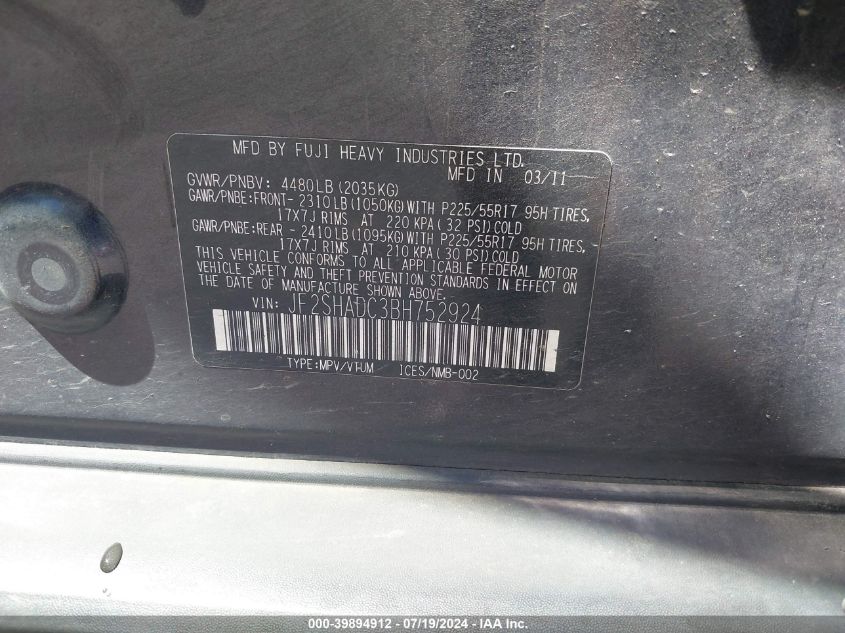 MFD BY FUJI HEAVY INDUSTRIES LTD.
MFD IN 03/11
GVWR/PNBV: 4480LB (2035KG)
GAWR/PNBE:FRONT- 2310LB (1050KG) WITH P225/55R17 95H TIRES,
17X7J RIMS AT 220 KPA (32 PSI) COLD
GAWR/PNBE:REAR - 2410LB (1095KG) WITH P225/55R17 95H TIRES,
17X7J RIMS AT 210 KPA (30 PSI) COLD
THIS VEHICLE CONFORMS TO ALL APPLICABLE FEDERAL MOTOR
VEHICLE SAFETY AND THEFT PREVENTION STANDARDS IN EFFECT ON
THE DATE OF MANUFACTURE SHOWN ABOVE.
VIN: JF2SHADC3BH752924
TYPE:MPV/VT-UM ICES/NMB-002
000-39894912 - 07/19/2024 - IAA Inc.